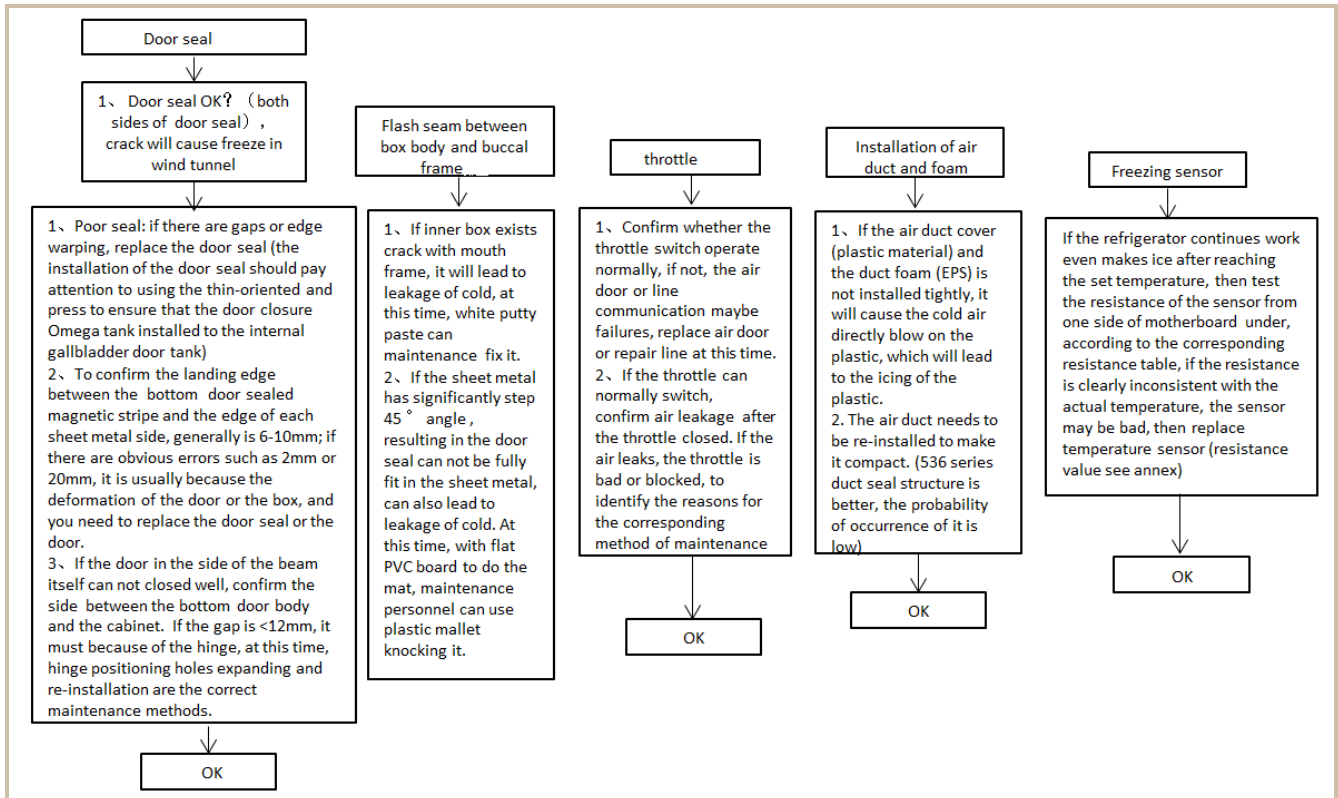 Door seal
1、Door seal OK？（both
sides of door seal），
crack will cause freeze in
wind tunnel
1、Poor seal: if there are gaps or edge
warping, replace the door seal (the
installation of the door seal should pay
attention to using the thin-oriented and
press to ensure that the door closure
Omega tank installed to the internal
gallbladder door tank)
2、To confirm the landing edge
between the bottom door sealed
magnetic stripe and the edge of each
sheet metal side, generally is 6-10mm; if
there are obvious errors such as 2mm or
20mm, it is usually because the
deformation of the door or the box, and
you need to replace the door seal or the
door.
3、If the door in the side of the beam
itself can not closed well, confirm the
side between the bottom door body
and the cabinet. If the gap is <12mm, it
must because of the hinge, at this time,
hinge positioning holes expanding and
re-installation are the correct
maintenance methods.
OK
Flash seam between
box body and buccal
frame
1、If inner box exists
crack with mouth
frame, it will lead to
leakage of cold, at
this time, white putty
paste can
maintenance fix it.
2、If the sheet metal
has significantly step
45° angle,
resulting in the door
seal can not be fully
fit in the sheet metal,
can also lead to
leakage of cold. At
this time, with flat
PVC board to do the
mat, maintenance
personnel can use
plastic mallet
knocking it.
throttle
1、Confirm whether the
throttle switch operate
normally, if not, the air
door or line
communication maybe
failures, replace air door
or repair line at this time.
2、If the throttle can
normally switch,
confirm air leakage after
the throttle closed. If the
air leaks, the throttle is
bad or blocked, to
identify the reasons for
the corresponding
method of maintenance
OK
Installation of air
duct and foam
1、If the air duct cover
(plastic material) and
the duct foam (EPS) is
not installed tightly, it
will cause the cold air
directly blow on the
plastic, which will lead
to the icing of the
plastic.
2. The air duct needs to
be re-installed to make
it compact. (536 series
duct seal structure is
better, the probability
of occurrence of it is
low)
OK
Freezing sensor
If the refrigerator continues work
even makes ice after reaching
the set temperature, then test
the resistance of the sensor from
one side of motherboard under,
according to the corresponding
resistance table, if the resistance
is clearly inconsistent with the
actual temperature, the sensor
may be bad, then replace
temperature sensor (resistance
value see annex)
OK